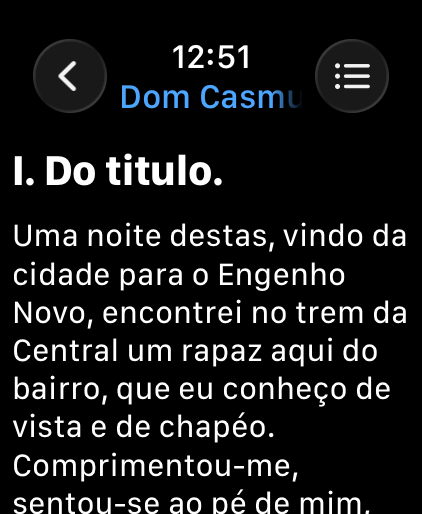 12:51
Dom Casmu
I. Do titulo.
Uma noite destas, vindo da
cidade para o Engenho
Novo, encontrei no trem da
Central um rapaz aqui do
bairro, que eu conheço de
vista e de chapéo.
Comprimentou-me,
sentou-se ao pé de mim,